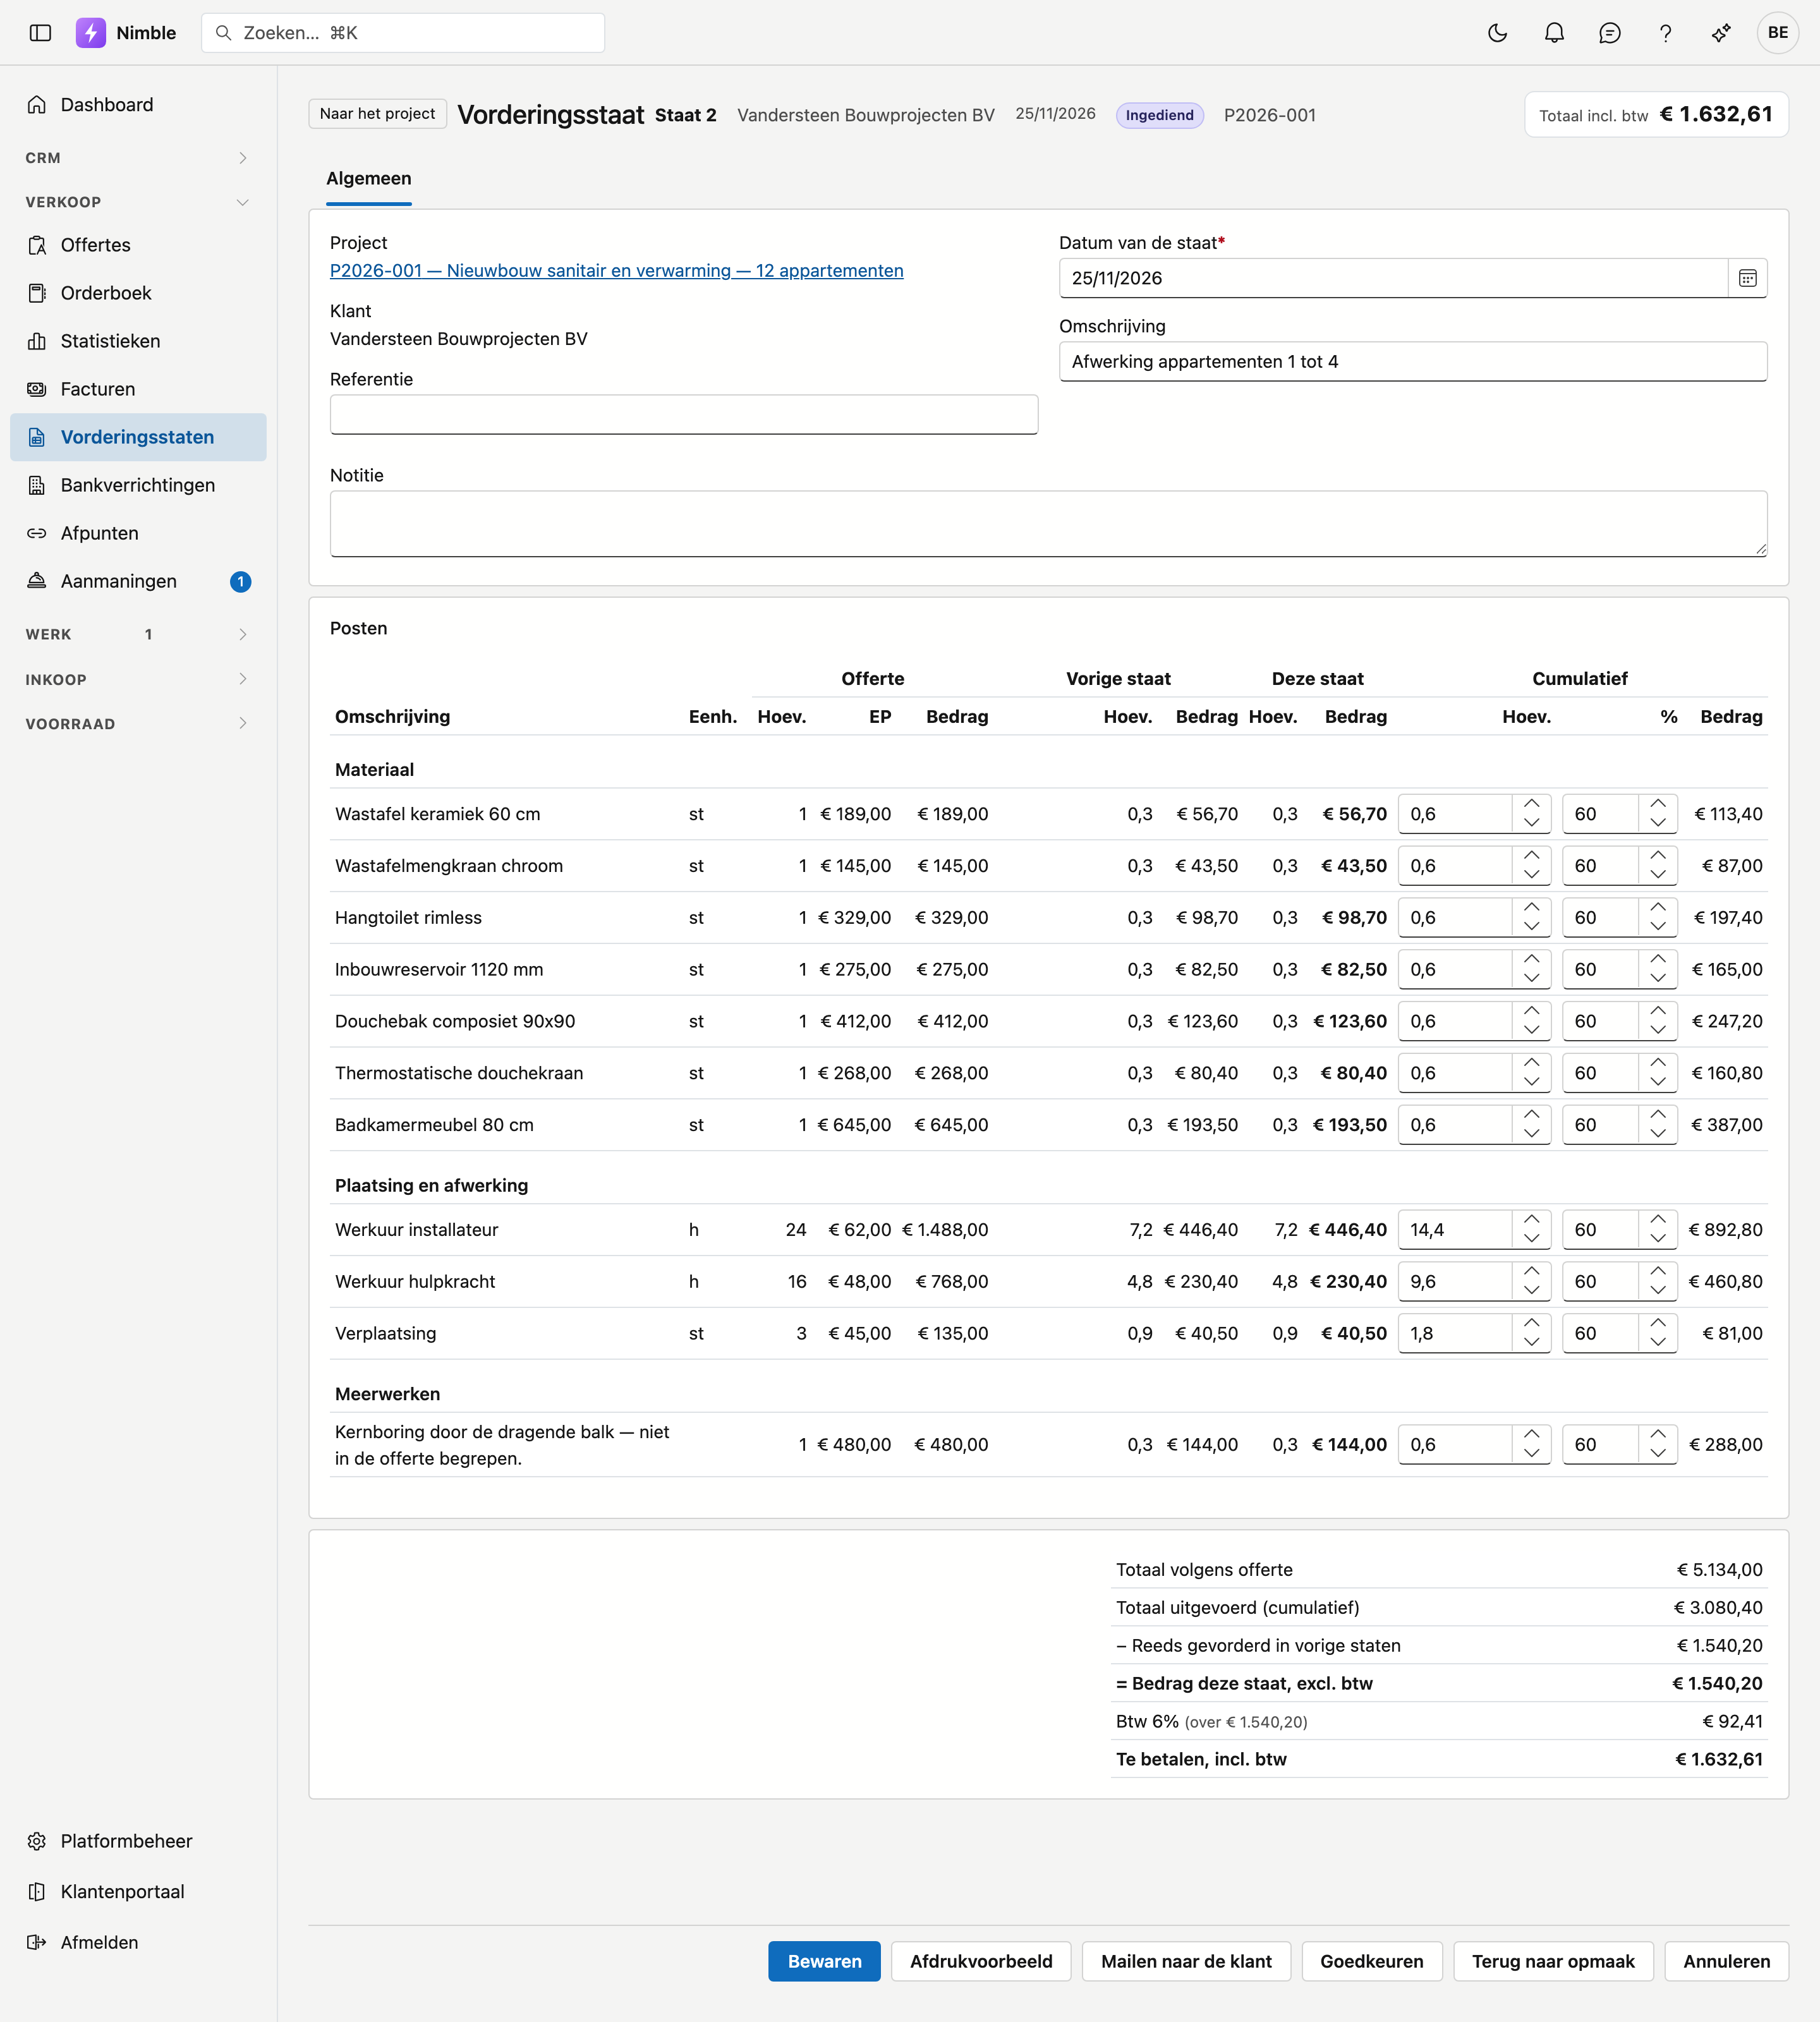 Nimble
Zoeken... ⌘K
BE
Dashboard
CRM
VERKOOP
Offertes
Orderboek
Statistieken
Facturen
Vorderingsstaten
Bankverrichtingen
Afpunten
Aanmaningen 1
WERK 1
INKOOP
VOORRAAD
Platformbeheer
Klantenportaal
Afmelden
Naar het project Vorderingsstaat Staat 2 Vandersteen Bouwprojecten BV 25/11/2026 Ingediend P2026-001 Totaal incl. btw € 1.632,61
Algemeen
Project
P2026-001 — Nieuwbouw sanitair en verwarming — 12 appartementen
Klant
Vandersteen Bouwprojecten BV
Referentie
Datum van de staat*
25/11/2026
Omschrijving
Afwerking appartementen 1 tot 4
Notitie
Posten
Offerte Vorige staat Deze staat Cumulatief
Omschrijving Eenh. Hoev. EP Bedrag Hoev. Bedrag Hoev. Bedrag Hoev. % Bedrag
Materiaal
Wastafel keramiek 60 cm st 1 € 189,00 € 189,00 0,3 € 56,70 0,3 € 56,70 0,6 60 € 113,40
Wastafelmengkraan chroom st 1 € 145,00 € 145,00 0,3 € 43,50 0,3 € 43,50 0,6 60 € 87,00
Hangtoilet rimless st 1 € 329,00 € 329,00 0,3 € 98,70 0,3 € 98,70 0,6 60 € 197,40
Inbouwreservoir 1120 mm st 1 € 275,00 € 275,00 0,3 € 82,50 0,3 € 82,50 0,6 60 € 165,00
Douchebak composiet 90x90 st 1 € 412,00 € 412,00 0,3 € 123,60 0,3 € 123,60 0,6 60 € 247,20
Thermostatische douchekraan st 1 € 268,00 € 268,00 0,3 € 80,40 0,3 € 80,40 0,6 60 € 160,80
Badkamermeubel 80 cm st 1 € 645,00 € 645,00 0,3 € 193,50 0,3 € 193,50 0,6 60 € 387,00
Plaatsing en afwerking
Werkuur installateur h 24 € 62,00 € 1.488,00 7,2 € 446,40 7,2 € 446,40 14,4 60 € 892,80
Werkuur hulpkracht h 16 € 48,00 € 768,00 4,8 € 230,40 4,8 € 230,40 9,6 60 € 460,80
Verplaatsing st 3 € 45,00 € 135,00 0,9 € 40,50 0,9 € 40,50 1,8 60 € 81,00
Meerwerken
Kernboring door de dragende balk — niet
in de offerte begrepen. 1 € 480,00 € 480,00 0,3 € 144,00 0,3 € 144,00 0,6 60 € 288,00
Totaal volgens offerte € 5.134,00
Totaal uitgevoerd (cumulatief) € 3.080,40
− Reeds gevorderd in vorige staten € 1.540,20
= Bedrag deze staat, excl. btw € 1.540,20
Btw 6% (over € 1.540,20) € 92,41
Te betalen, incl. btw € 1.632,61
Bewaren Afdrukvoorbeeld Mailen naar de klant Goedkeuren Terug naar opmaak Annuleren